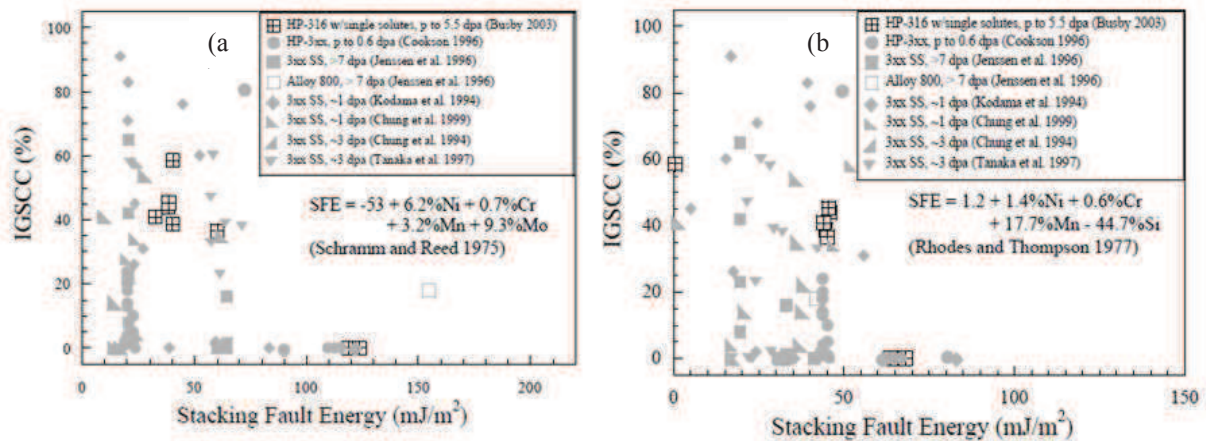 (a)
HP-316 w/single solutes, p to 5.5 dpa (Busby 2003)
HP-3xx, p to 0.6 dpa (Cookson 1996)
3xx SS, >7 dpa (Jenssen et al. 1996)
Alloy 800, > 7 dpa (Jenssen et al. 1996)
3xx SS, ~1 dpa (Kodama et al. 1994)
3xx SS, ~1 dpa (Chung et al. 1999)
3xx SS, ~3 dpa (Chung et al. 1994)
3xx SS, ~3 dpa (Tanaka et al. 1997)
SFE = -53 + 6.2%Ni + 0.7%Cr
+ 3.2%Mn + 9.3%Mo
(Schramm and Reed 1975)
IGSCC (%)
100
80
60
40
20
0
0 50 100 150 200
Stacking Fault Energy (mJ/m²)
(b)
HP-316 w/single solutes, p to 5.5 dpa (Busby 2003)
HP-3xx, p to 0.6 dpa (Cookson 1996)
3xx SS, >7 dpa (Jenssen et al. 1996)
Alloy 800, > 7 dpa (Jenssen et al. 1996)
3xx SS, ~1 dpa (Kodama et al. 1994)
3xx SS, ~1 dpa (Chung et al. 1999)
3xx SS, ~3 dpa (Chung et al. 1994)
3xx SS, ~3 dpa (Tanaka et al. 1997)
SFE = 1.2 + 1.4%Ni + 0.6%Cr
+ 17.7%Mn - 44.7%Si
(Rhodes and Thompson 1977)
IGSCC (%)
100
80
60
40
20
0
0 50 100 150
Stacking Fault Energy (mJ/m²)